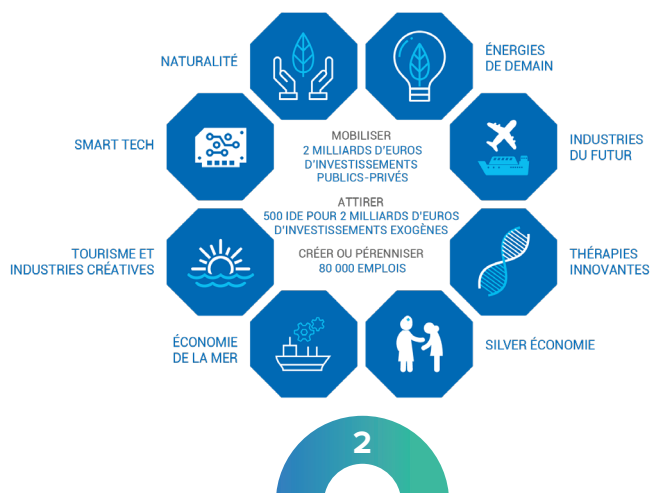 NATURALITÉ
ÉNERGIES
DE DEMAIN
SMART TECH
MOBILISER
2 MILLIARDS D'EUROS
D'INVESTISSEMENTS
PUBLICS-PRIVÉS
INDUSTRIES
DU FUTUR
ATTIRER
500 IDE POUR 2 MILLIARDS D'EUROS
D'INVESTISSEMENTS EXOGÈNES
TOURISME ET
INDUSTRIES CRÉATIVES
CRÉER OU PÉRENNISER
80 000 EMPLOIS
THÉRAPIES
INNOVANTES
ÉCONOMIE
DE LA MER
SILVER ÉCONOMIE
2